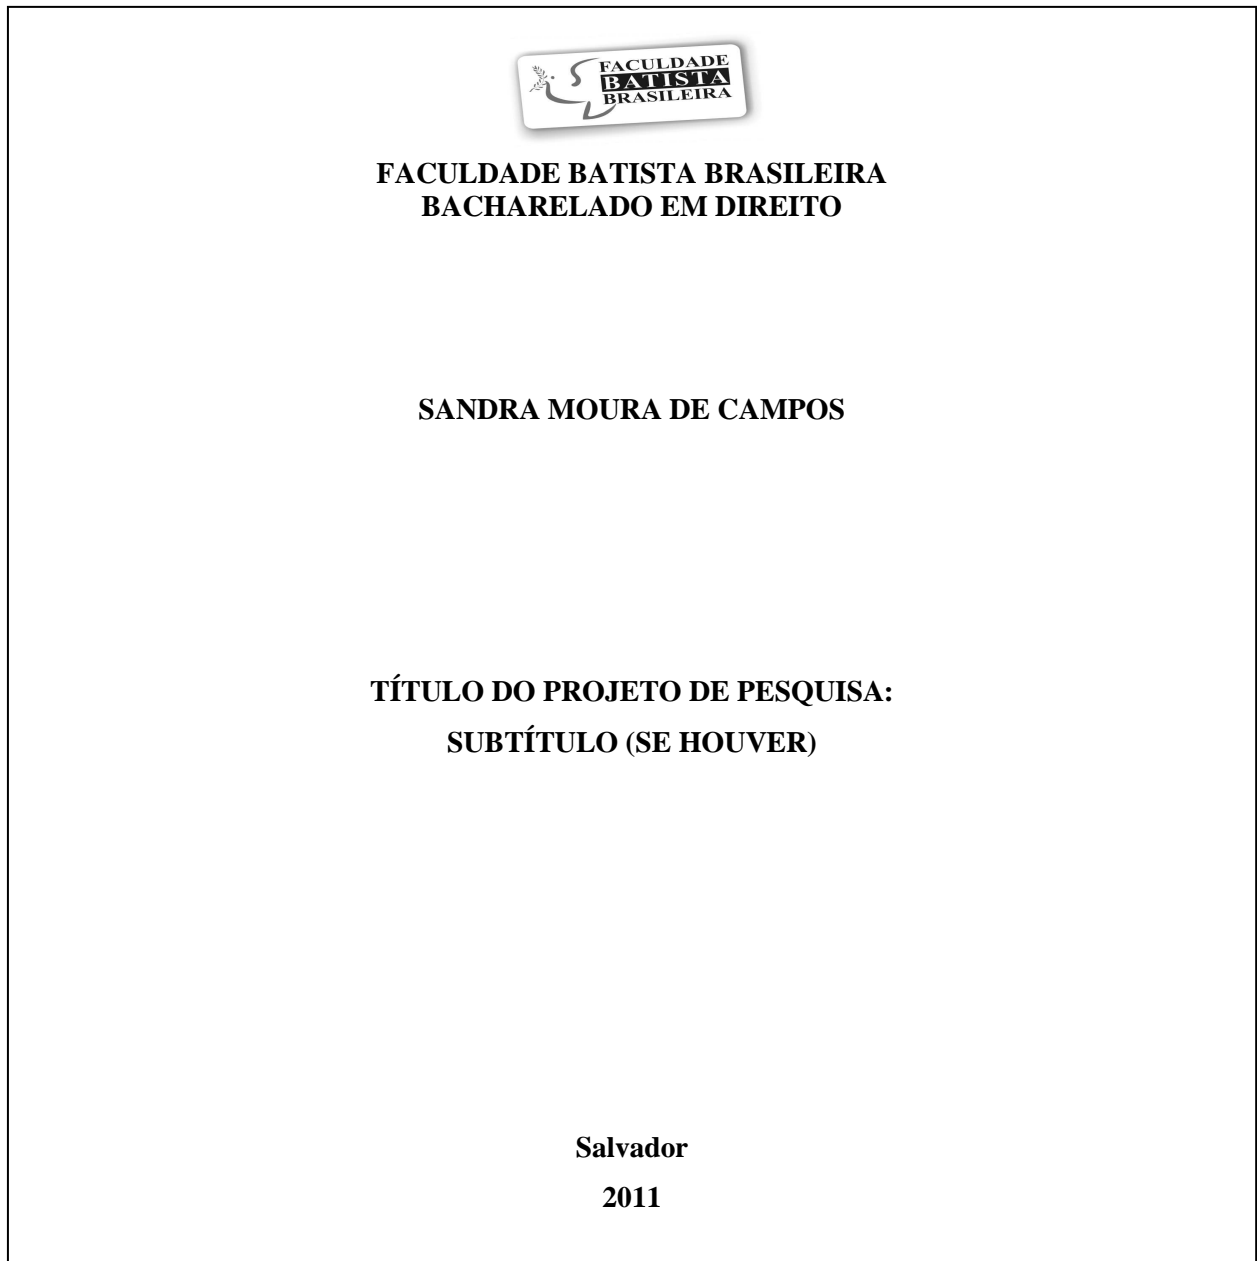 FACULDADE
BATISTA
BRASILEIRA
FACULDADE BATISTA BRASILEIRA
BACHARELADO EM DIREITO
SANDRA MOURA DE CAMPOS
TÍTULO DO PROJETO DE PESQUISA:
SUBTÍTULO (SE HOUVER)
Salvador
2011